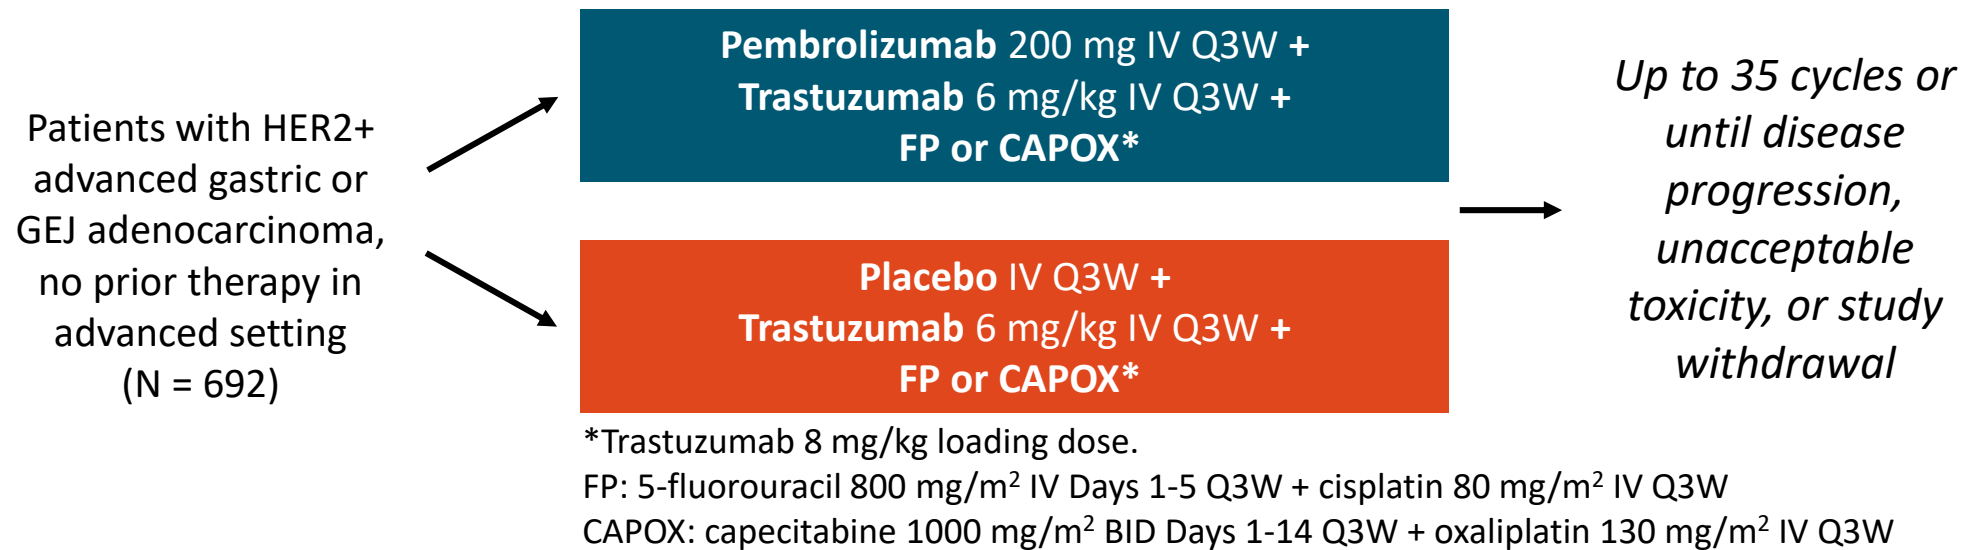 Patients with HER2+
advanced gastric or
GEJ adenocarcinoma,
no prior therapy in
advanced setting
(N = 692)
Pembrolizumab 200 mg IV Q3W +
Trastuzumab 6 mg/kg IV Q3W +
FP or CAPOX*
Placebo IV Q3W +
Trastuzumab 6 mg/kg IV Q3W +
FP or CAPOX*
Up to 35 cycles or
until disease
progression,
unacceptable
toxicity, or study
withdrawal
*Trastuzumab 8 mg/kg loading dose.
FP: 5-fluorouracil 800 mg/m² IV Days 1-5 Q3W + cisplatin 80 mg/m² IV Q3W
CAPOX: capecitabine 1000 mg/m² BID Days 1-14 Q3W + oxaliplatin 130 mg/m² IV Q3W